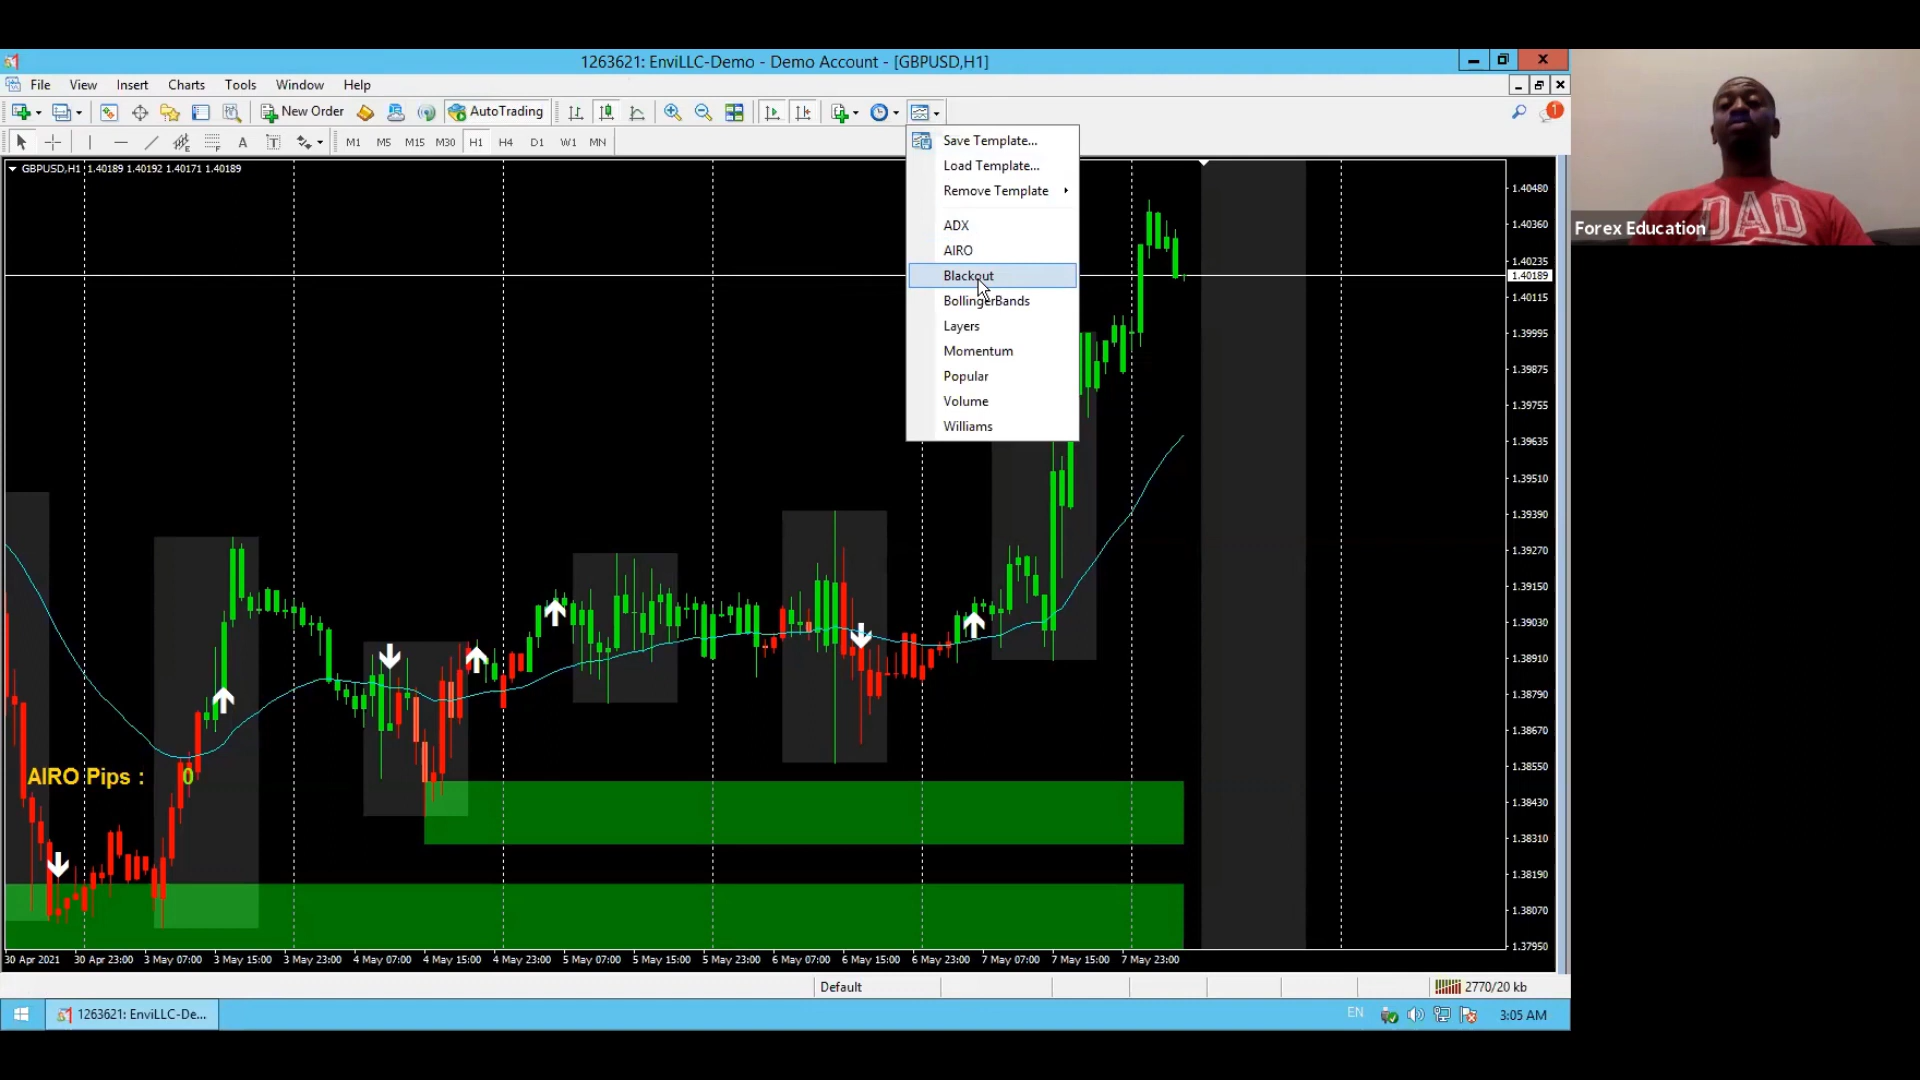 1263621: EnviLLC-Demo - Demo Account - [GBPUSD,H1]
File View Insert Charts Tools Window Help
New Order AutoTrading 1
A T M1 M5 M15 M30 H1 H4 D1 W1 MN
GBPUSD,H1 1.40189 1.40192 1.40171 1.40189
Save Template...
Load Template...
Remove Template
ADX
AIRO
Blackout
BollingerBands
Layers
Momentum
Popular
Volume
Williams
1.40480
1.40360
1.40235
1.40189
1.40115
1.39995
1.39875
1.39755
1.39635
1.39510
1.39390
1.39270
1.39150
1.39030
1.38910
1.38790
1.38670
1.38550
1.38430
1.38310
1.38190
1.38070
1.37950
AIRO Pips : 0
30 Apr 2021 30 Apr 23:00 3 May 07:00 3 May 15:00 3 May 23:00 4 May 07:00 4 May 15:00 4 May 23:00 5 May 07:00 5 May 15:00 5 May 23:00 6 May 07:00 6 May 15:00 6 May 23:00 7 May 07:00 7 May 15:00 7 May 23:00
Default 2770/20 kb
1263621: EnviLLC-De... EN 3:05 AM
DAD
Forex Education